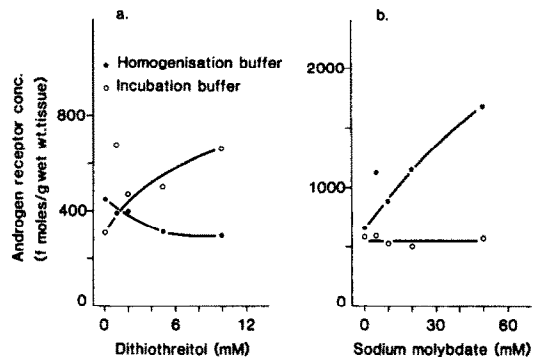 a.
b.
Homogenisation buffer
Incubation buffer
Androgen receptor conc.
(f moles/g wet wt.tissue)
800
400
0
0
6
12
Dithiothreitol (mM)
2000
1000
0
0
30
60
Sodium molybdate (mM)